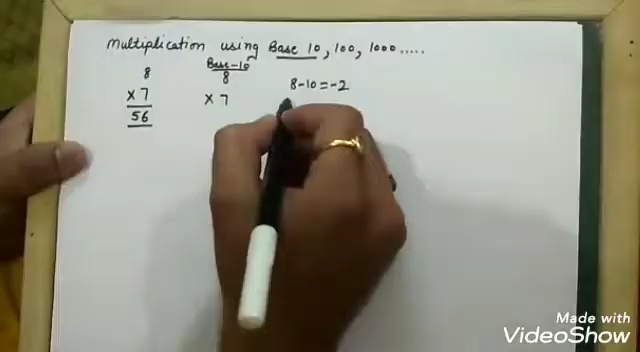 Multiplication using Base 10, 100, 1000.....
Base-10
8
× 7
56
8
× 7
8-10=-2
Made with
VideoShow